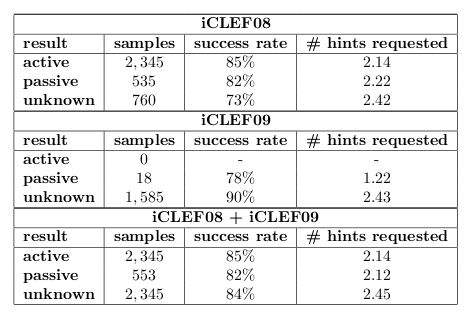 iCLEF08
result samples success rate # hints requested
active 2,345 85% 2.14
passive 535 82% 2.22
unknown 760 73% 2.42
iCLEF09
result samples success rate # hints requested
active 0 - -
passive 18 78% 1.22
unknown 1,585 90% 2.43
iCLEF08 + iCLEF09
result samples success rate # hints requested
active 2,345 85% 2.14
passive 553 82% 2.12
unknown 2,345 84% 2.45